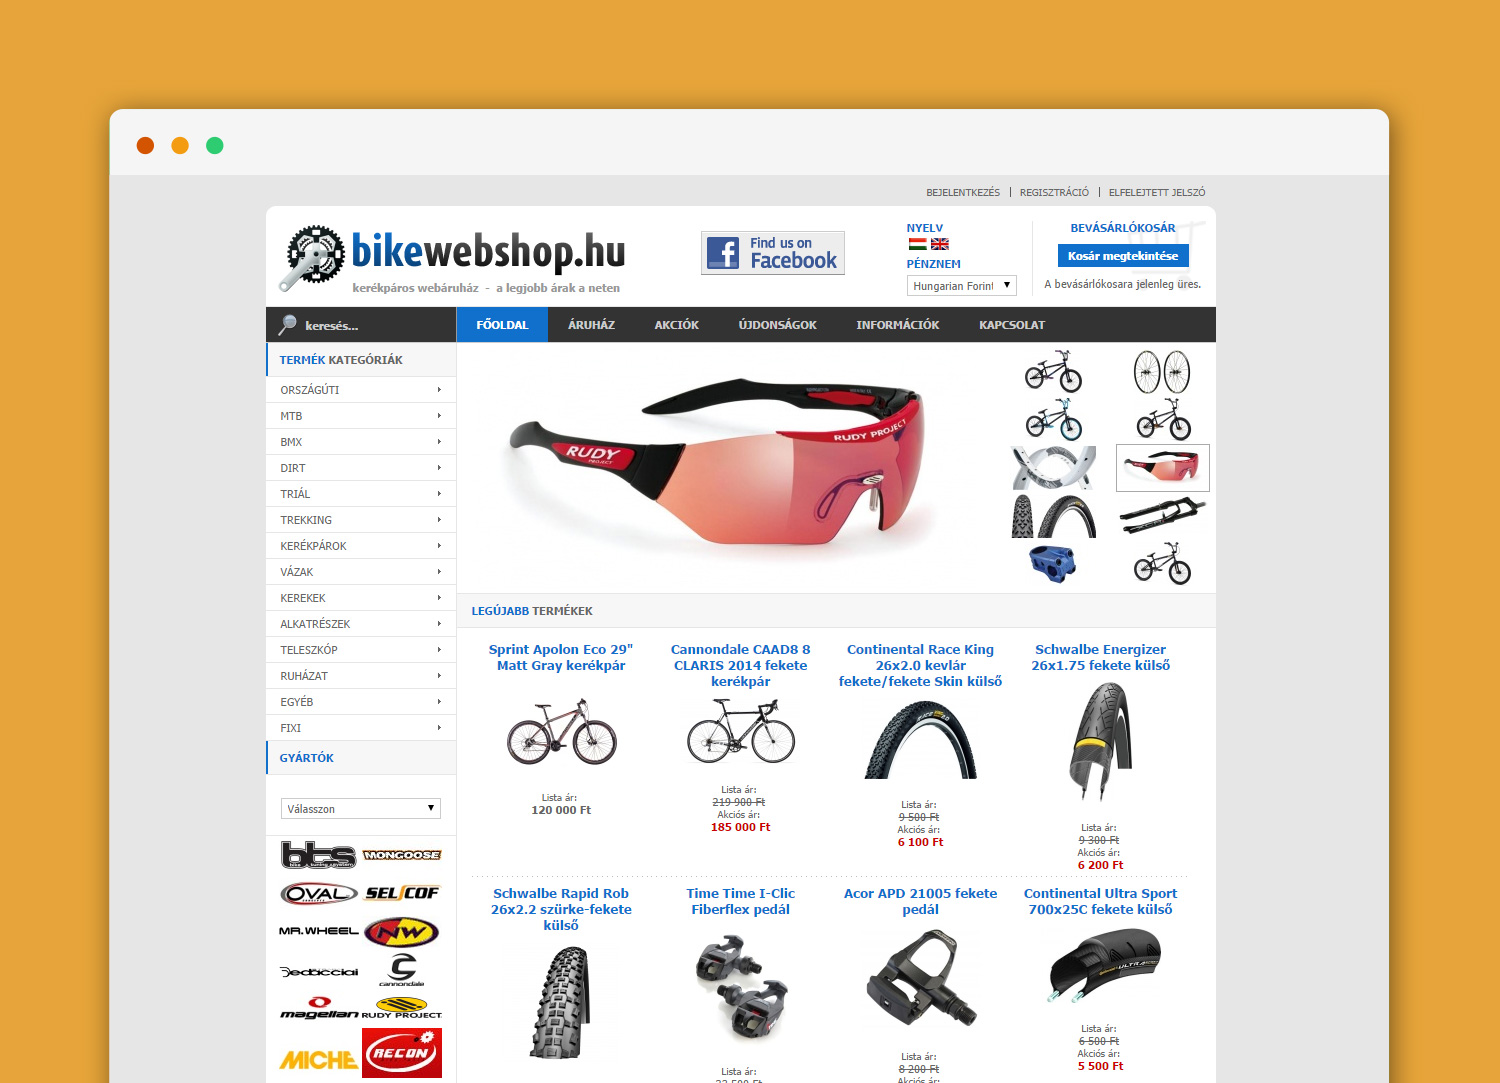 BEJELENTKEZÉS | REGISZTRÁCIÓ | ELFELEJTETT JELSZÓ
bikewebshop.hu
kerékpáros webáruház - a legjobb árak a neten
Find us on
Facebook
NYELV
PÉNZNEM
Hungarian Forint
BEVÁSÁRLÓKOSÁR
Kosár megtekintése
A bevásárlókosara jelenleg üres.
keresés...
FŐOLDAL ÁRUHÁZ AKCIÓK ÚJDONSÁGOK INFORMÁCIÓK KAPCSOLAT
TERMÉK KATEGÓRIÁK
ORSZÁGÚTI
MTB
BMX
DIRT
TRIÁL
TREKKING
KERÉKPÁROK
VÁZAK
KEREKEK
ALKATRÉSZEK
TELESZKÓP
RUHÁZAT
EGYÉB
FIXI
GYÁRTÓK
Válasszon
bts MONGOOSE
OVAL SELCOF
MR.WHEEL NW
Dedacciai cannondale
magellan RUDY PROJECT
MICHE RECON
RUDY PROJECT
RUDY
PROJECT
LEGÚJABB TERMÉKEK
Sprint Apolon Eco 29"
Matt Gray kerékpár
Lista ár:
120 000 Ft
Cannondale CAAD8 8
CLARIS 2014 fekete
kerékpár
Lista ár:
219 900 Ft
Akciós ár:
185 000 Ft
Continental Race King
26x2.0 kevlár
fekete/fekete Skin külső
Lista ár:
9 500 Ft
Akciós ár:
6 100 Ft
Schwalbe Energizer
26x1.75 fekete külső
Lista ár:
9 300 Ft
Akciós ár:
6 200 Ft
Schwalbe Rapid Rob
26x2.2 szürke-fekete
külső
Time Time I-Clic
Fiberflex pedál
Lista ár:
Acor APD 21005 fekete
pedál
Lista ár:
8 200 Ft
Akciós ár:
Continental Ultra Sport
700x25C fekete külső
ULTRA
Lista ár:
6 500 Ft
Akciós ár:
5 500 Ft